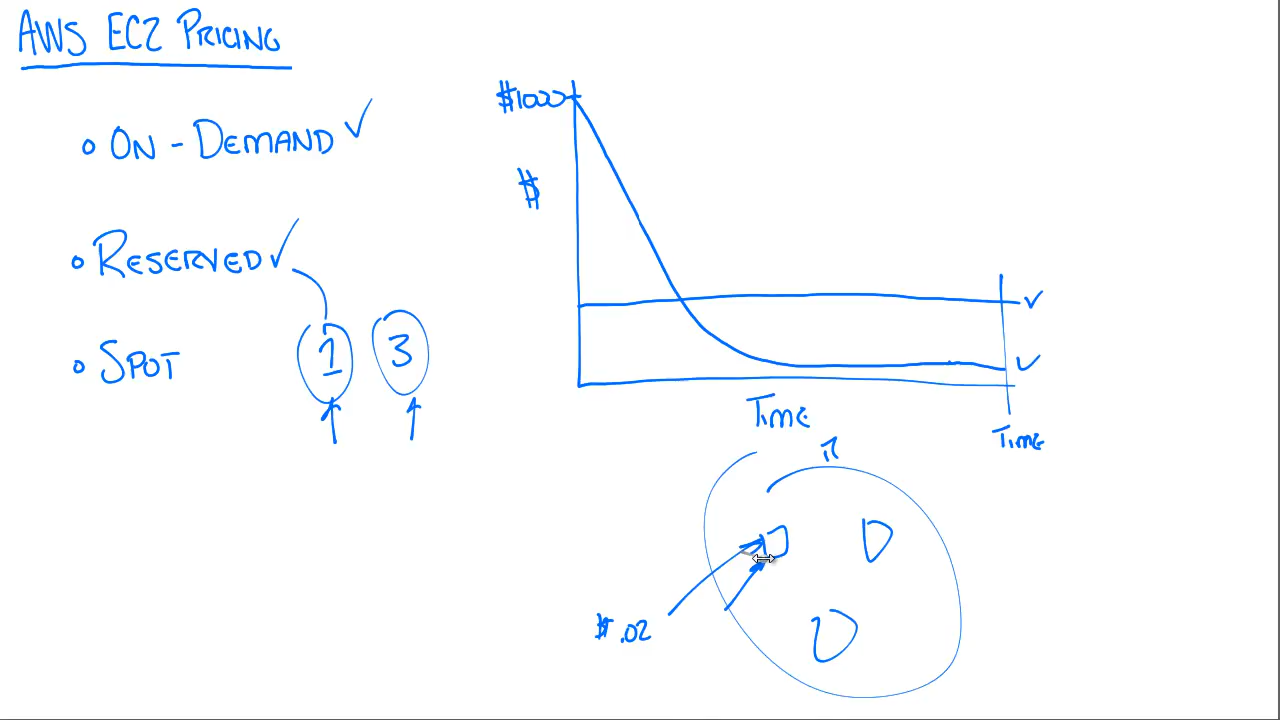 AWS EC2 PRICING
• ON-DEMAND ✓
• RESERVED ✓
• SPOT
1 3
$1000
$
✓
✓
TIME
TIME
$.02